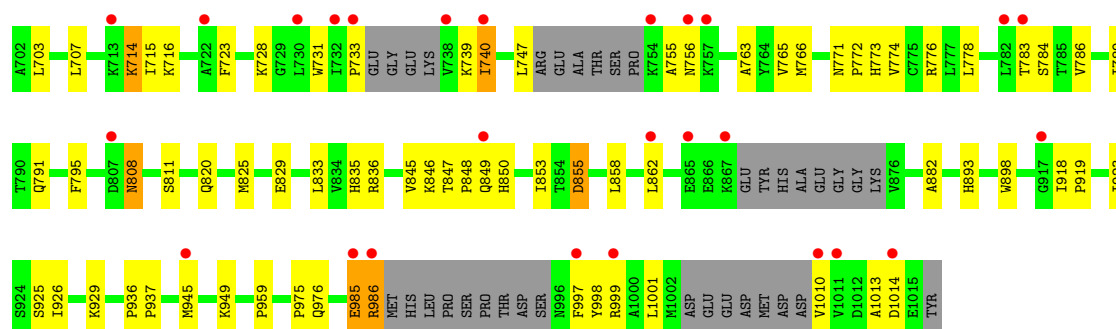 A702 L703 L707 K713 K714 I715 K716 A722 F723 K728 G729 L730 W731 I732 P733 GLU GLY GLU LYS V738 K739 I740 L747 ARG GLU ALA THR SER PRO K754 A755 N756 K757 A763 Y764 V765 M766 N771 P772 H773 V774 C775 R776 L777 L778 L782 T783 S784 T785 V786
T790 Q791 F795 D807 N808 S811 Q820 M825 E829 L833 V834 H835 R836 V845 K846 T847 P848 Q849 H850 I853 T854 D855 L858 L862 E865 E866 K867 GLU TYR HIS ALA GLU GLY GLY LYS V876 A882 H893 W898 G917 I918 P919
S924 S925 I926 K929 P936 P937 M945 K949 P959 P975 Q976 E985 R986 MET HIS LEU PRO SER PRO THR ASP SER N996 F997 Y998 R999 A1000 L1001 M1002 ASP GLU GLU ASP MET ASP ASP V1010 V1011 D1012 A1013 D1014 E1015 TYR